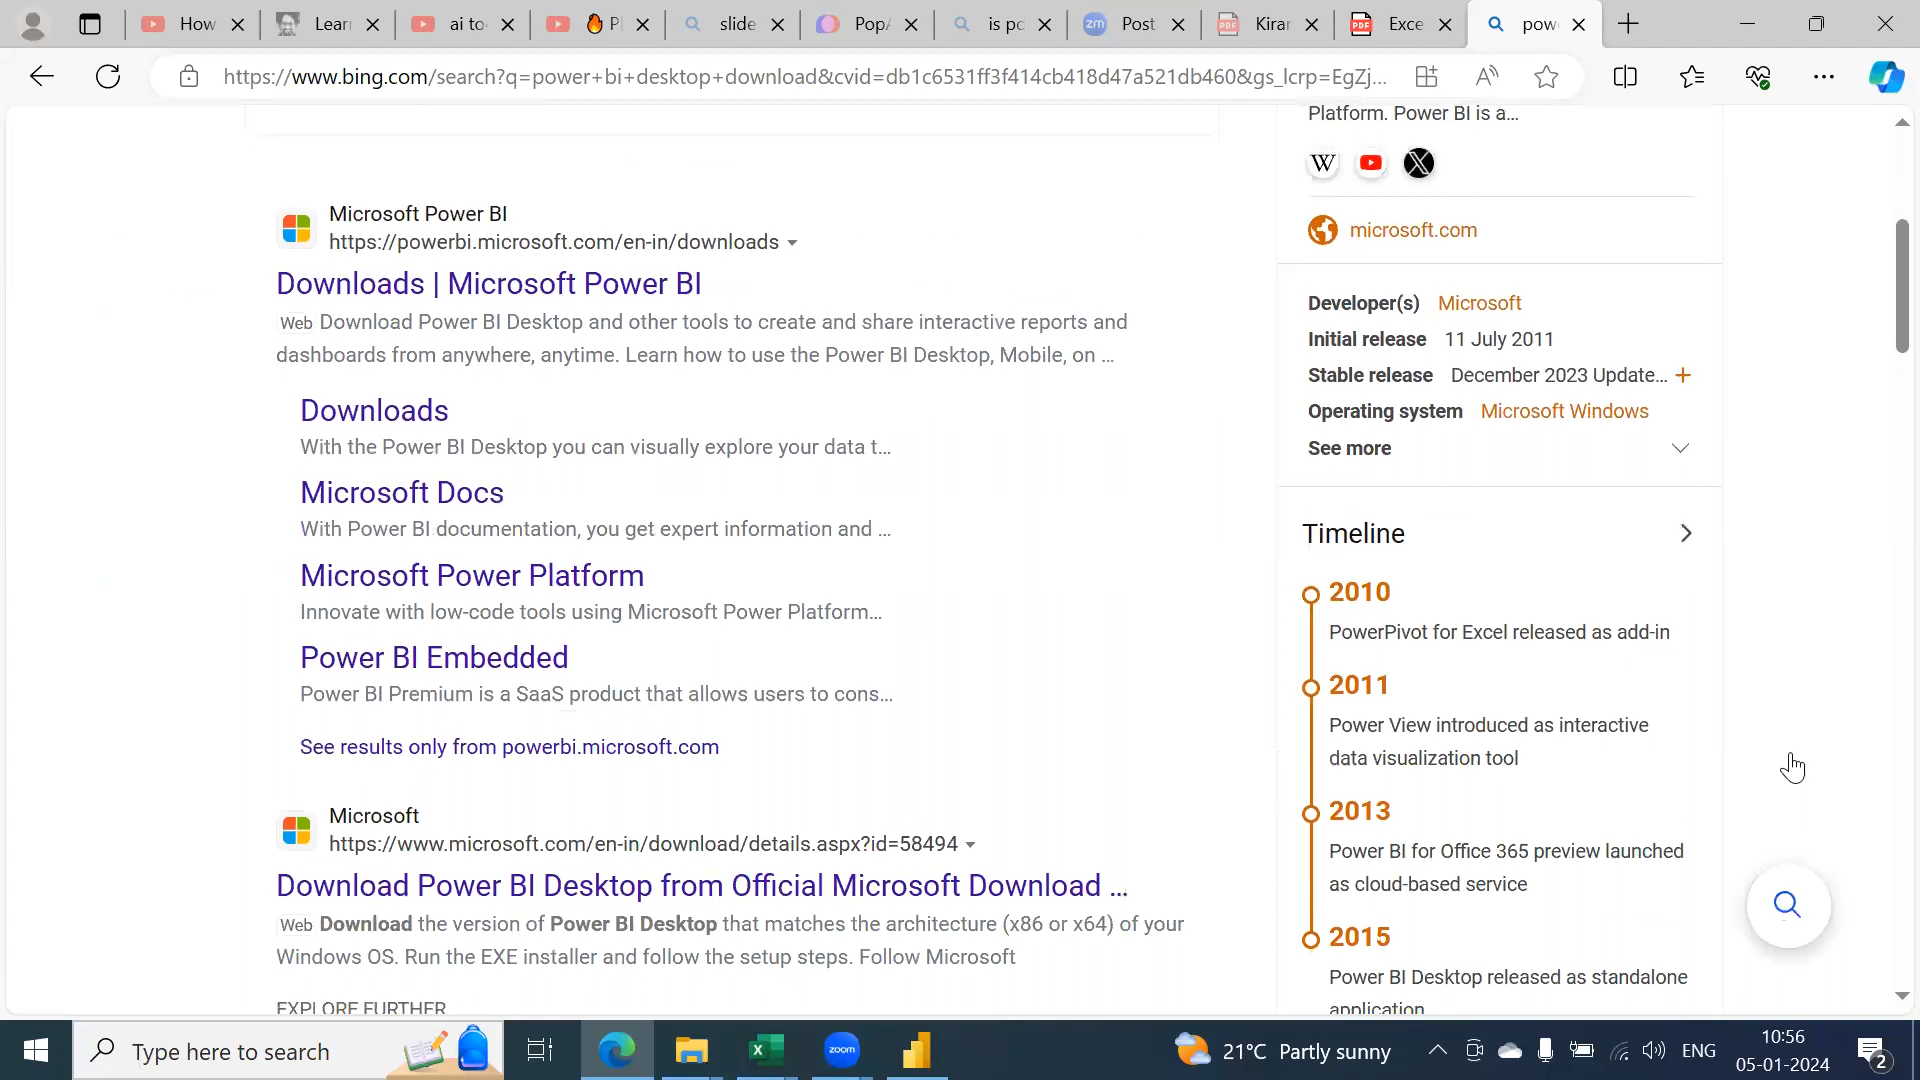 How
Lear
ai to
🔥 P
slide
PopA
is po
zm Post
PDF Kirar
PDF Exce
pow
https://www.bing.com/search?q=power+bi+desktop+download&cvid=db1c6531ff3f414cb418d47a521db460&gs_lcrp=EgZj...
Microsoft Power BI
https://powerbi.microsoft.com/en-in/downloads
Downloads | Microsoft Power BI
Web Download Power BI Desktop and other tools to create and share interactive reports and
dashboards from anywhere, anytime. Learn how to use the Power BI Desktop, Mobile, on ...
Downloads
With the Power BI Desktop you can visually explore your data t...
Microsoft Docs
With Power BI documentation, you get expert information and ...
Microsoft Power Platform
Innovate with low-code tools using Microsoft Power Platform...
Power BI Embedded
Power BI Premium is a SaaS product that allows users to cons...
See results only from powerbi.microsoft.com
Microsoft
https://www.microsoft.com/en-in/download/details.aspx?id=58494
Download Power BI Desktop from Official Microsoft Download ...
Web Download the version of Power BI Desktop that matches the architecture (x86 or x64) of your
Windows OS. Run the EXE installer and follow the setup steps. Follow Microsoft
EXPLORE FURTHER
Platform. Power BI is a...
W
X
microsoft.com
Developer(s) Microsoft
Initial release 11 July 2011
Stable release December 2023 Update... +
Operating system Microsoft Windows
See more
Timeline
2010
PowerPivot for Excel released as add-in
2011
Power View introduced as interactive
data visualization tool
2013
Power BI for Office 365 preview launched
as cloud-based service
2015
Power BI Desktop released as standalone
application
Type here to search
zoom
21°C Partly sunny
ENG
10:56
05-01-2024
2